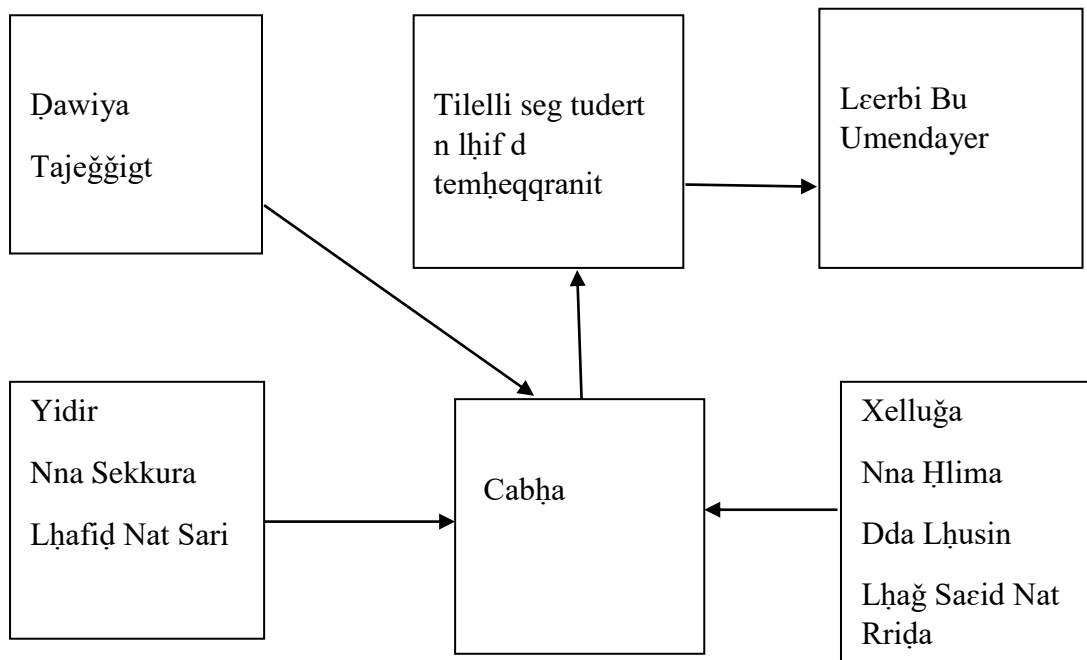 Ḍawiya
Tajeǧǧigt
Tilelli seg tudert
n lḥif d
temḥeqqranit
Lɛerbi Bu
Umendayer
Yidir
Nna Sekkura
Lḥafiḍ Nat Sari
Cabḥa
Xelluǧa
Nna Ḥlima
Dda Lḥusin
Lḥaǧ Saɛid Nat
Rriḍa